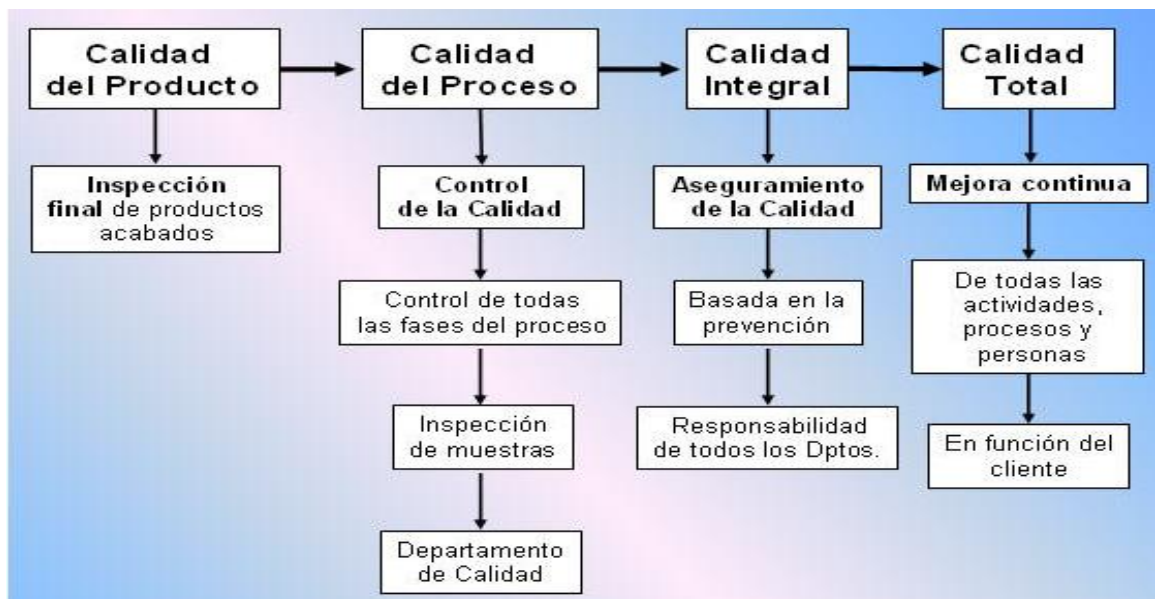 Calidad
del Producto
Calidad
del Proceso
Calidad
Integral
Calidad
Total
Inspección
final de productos
acabados
Control
de la Calidad
Control de todas
las fases del proceso
Inspección
de muestras
Departamento
de Calidad
Aseguramiento
de la Calidad
Basada en la
prevención
Responsabilidad
de todos los Dptos.
Mejora continua
De todas las
actividades,
procesos y
personas
En función del
cliente